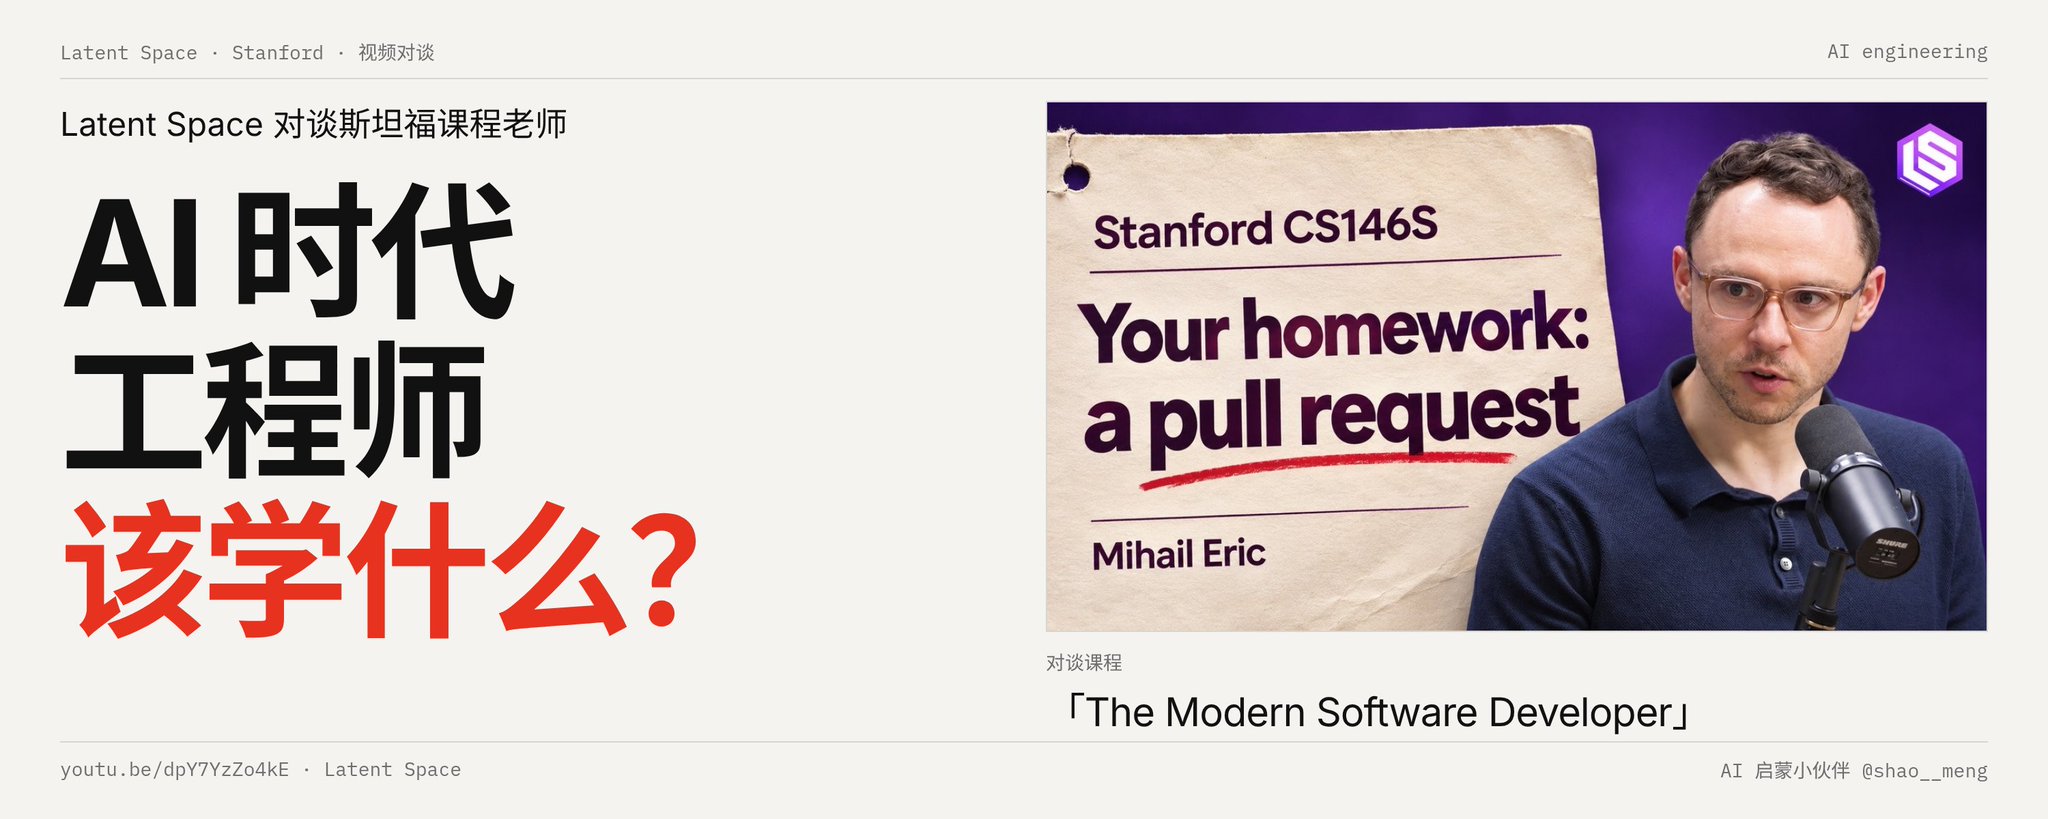 Latent Space · Stanford · 视频对谈
AI engineering
Latent Space 对谈斯坦福课程老师
AI 时代
工程师
该学什么？
Stanford CS146S
Your homework:
a pull request
Mihail Eric
LS
SHURE
对谈课程
「The Modern Software Developer」
youtu.be/dpY7YzZo4kE · Latent Space
AI 启蒙小伙伴 @shao__meng